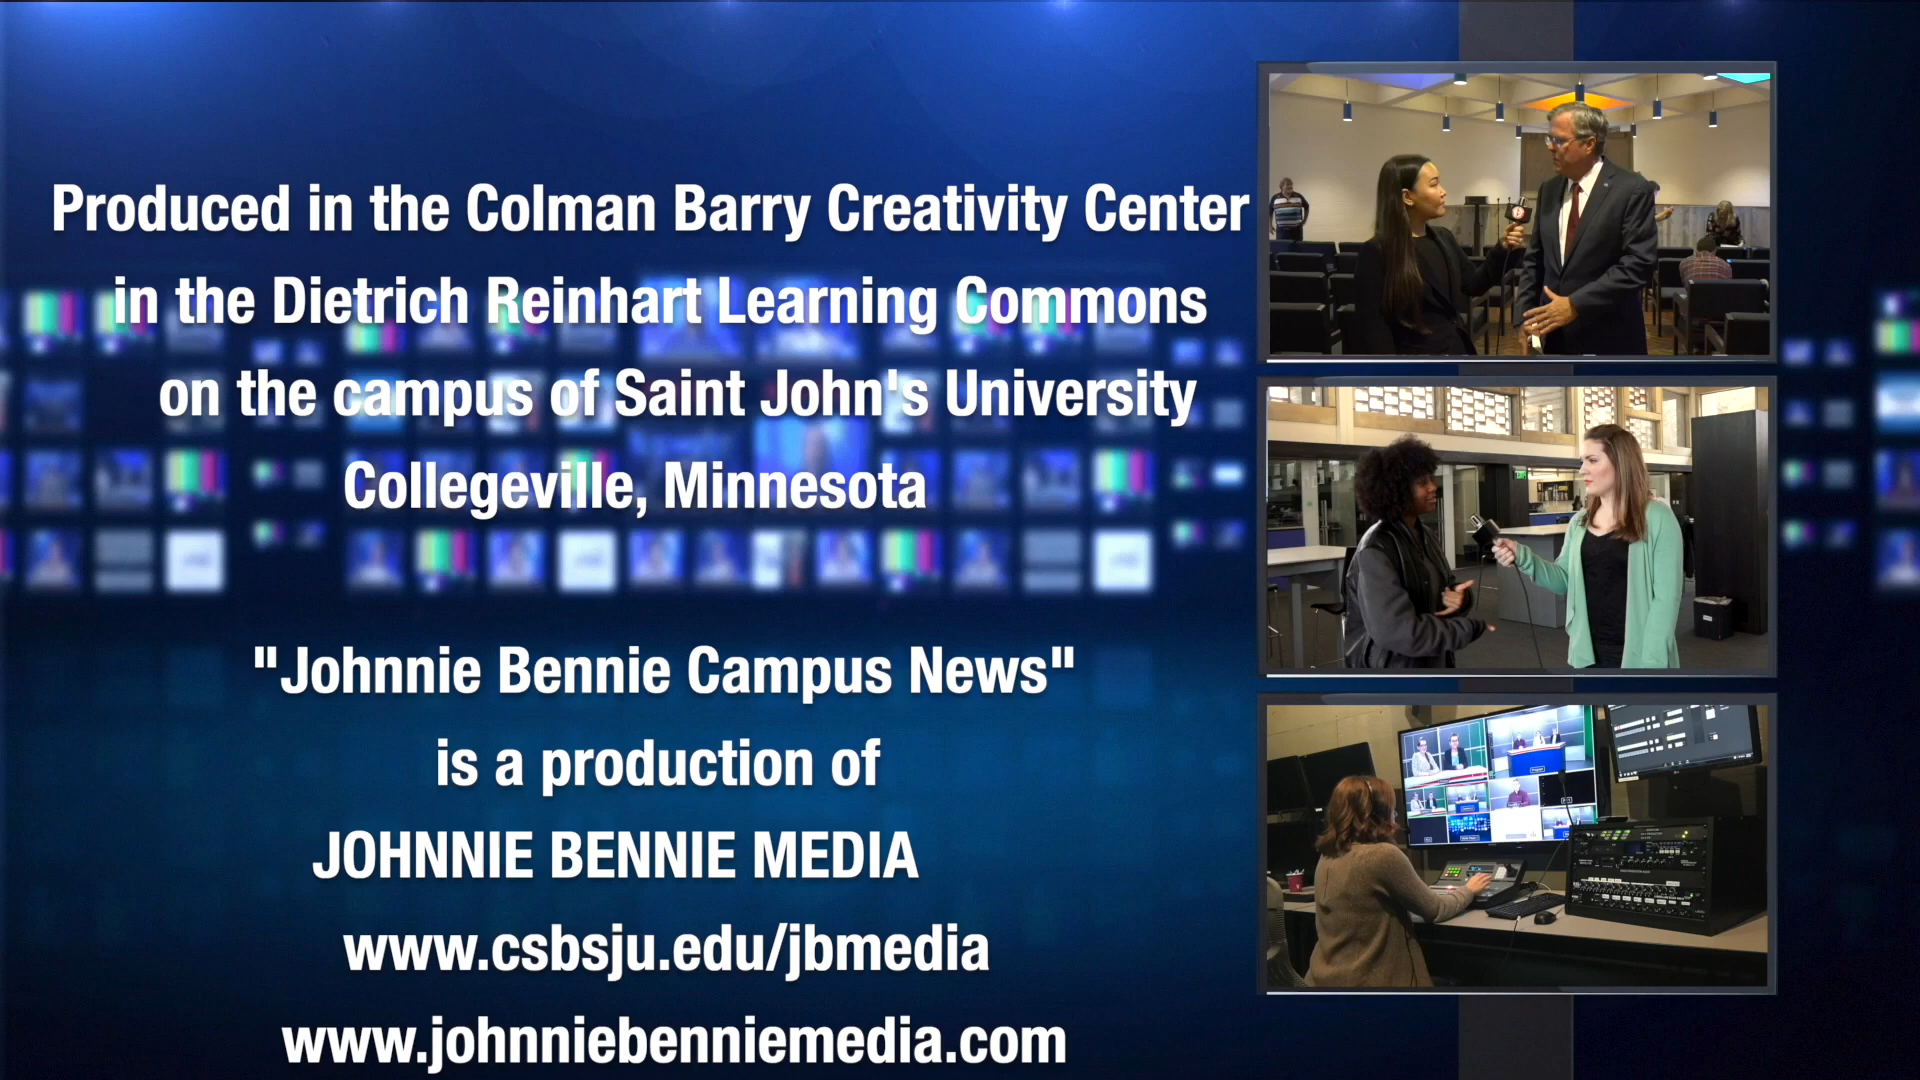 Produced in the Colman Barry Creativity Center
in the Dietrich Reinhart Learning Commons
on the campus of Saint John's University
Collegeville, Minnesota
"Johnnie Bennie Campus News"
is a production of
JOHNNIE BENNIE MEDIA
www.csbsju.edu/jbmedia
www.johnniebenniemedia.com